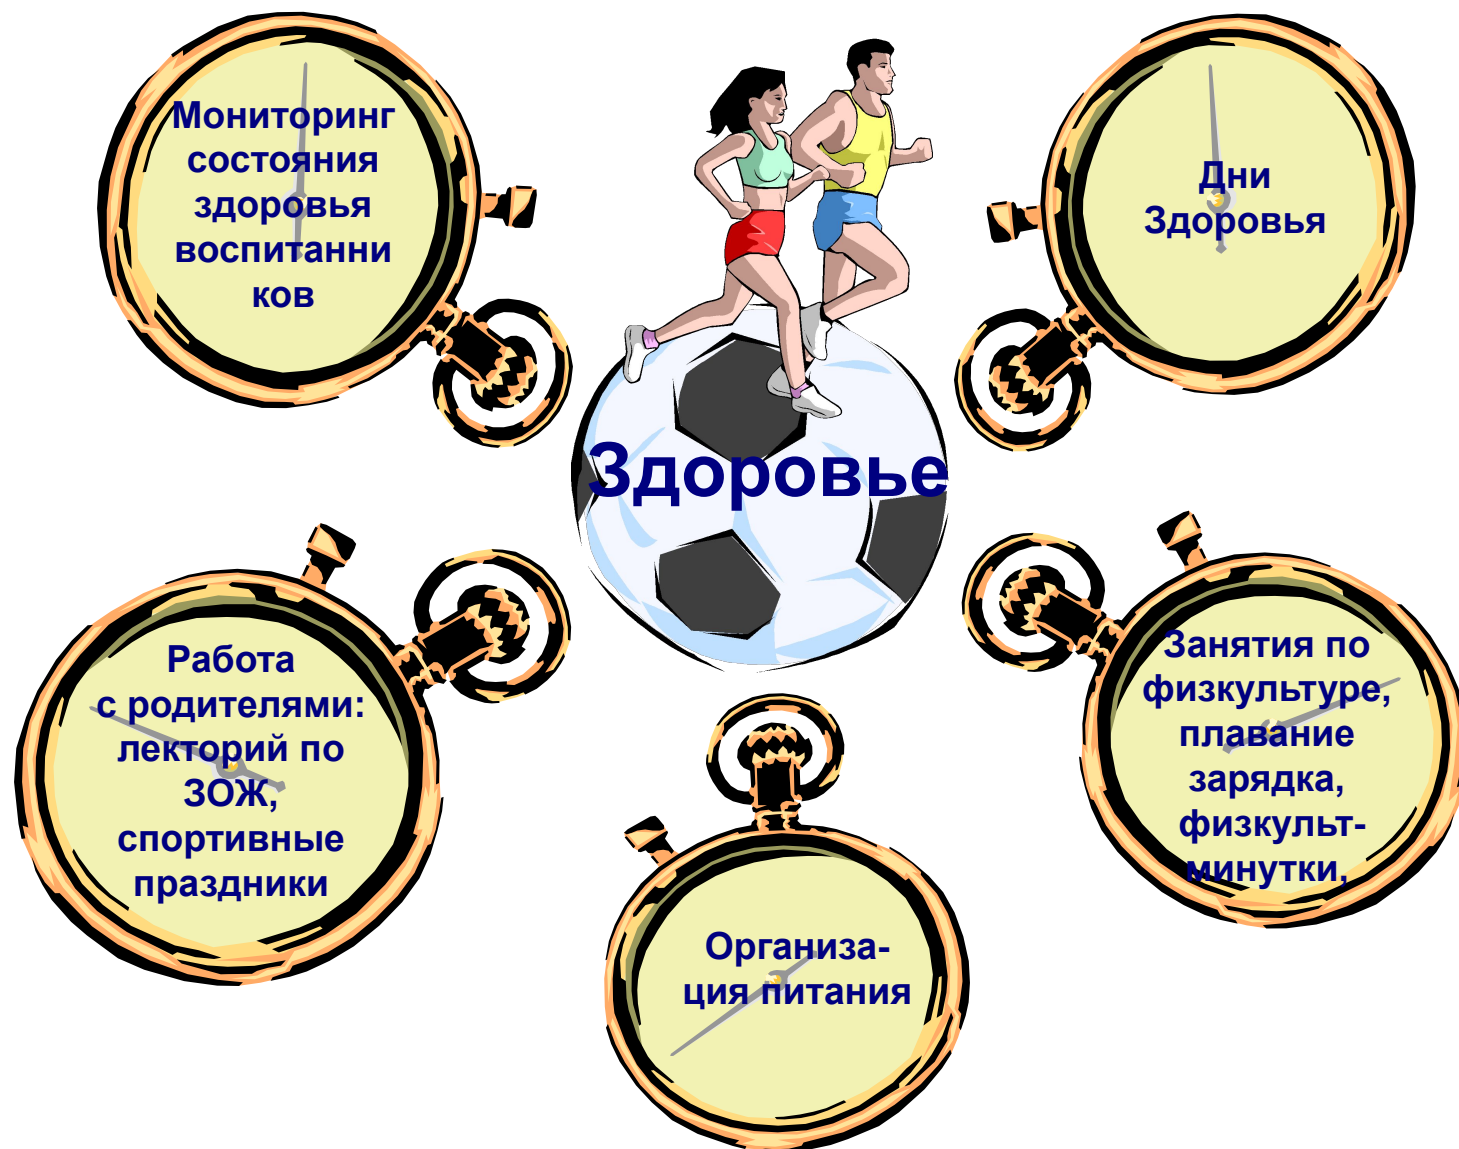 Мониторинг
состояния
здоровья
воспитанни
ков
Дни
Здоровья
Здоровье
Работа
с родителями:
лекторий по
ЗОЖ,
спортивные
праздники
Занятия по
физкультуре,
плавание
зарядка,
физкульт-
минутки,
Организа-
ция питания